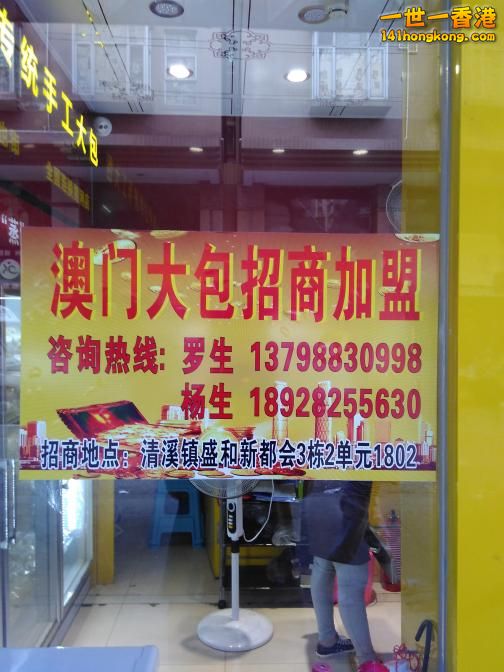 一世一香港
141hongkong.com
传统手工大包
"蒸
澳门大包招商加盟
咨询热线: 罗生 13798830998
杨生 18928255630
招商地点: 清溪镇盛和新都会3栋2单元1802